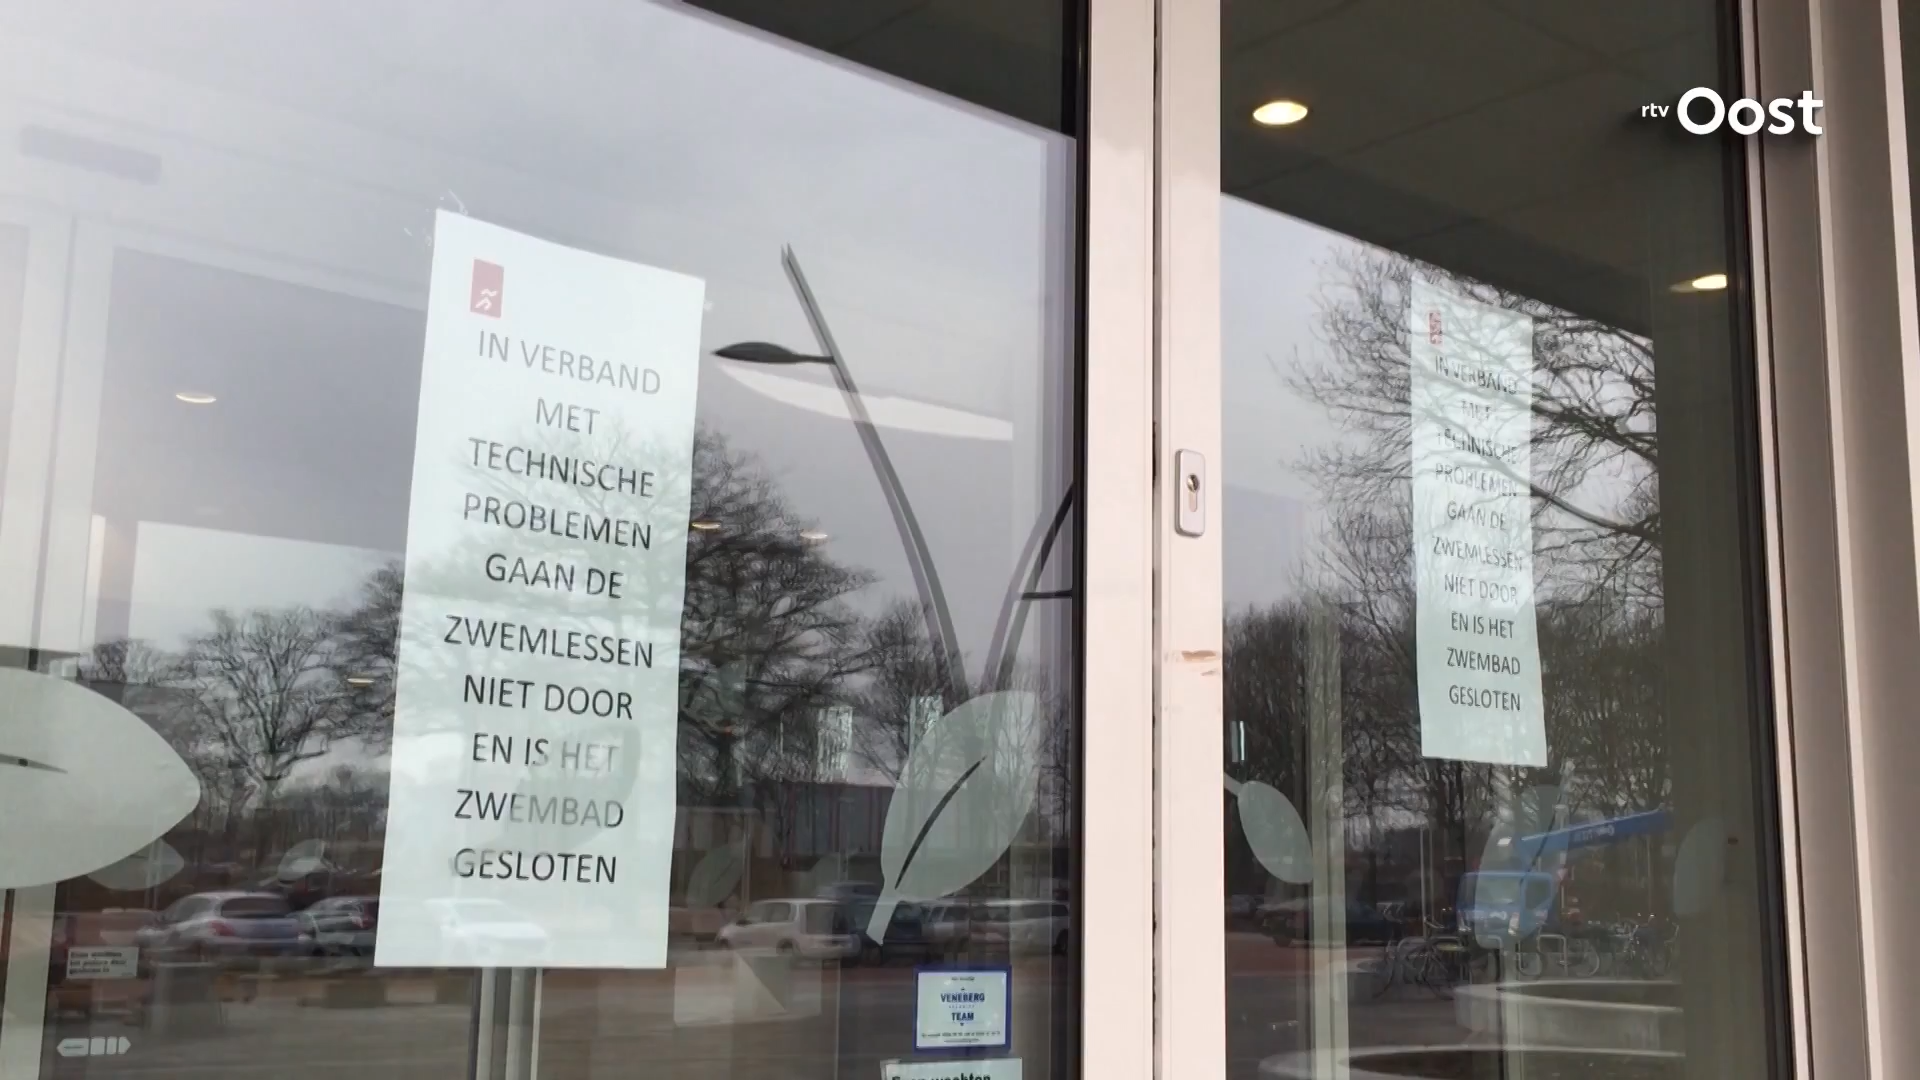 rtv Oost
IN VERBAND
MET
TECHNISCHE
PROBLEMEN
GAAN DE
ZWEMLESSEN
NIET DOOR
EN IS HET
ZWEMBAD
GESLOTEN
IN VERBAND
MET
TECHNISCHE
PROBLEMEN
GAAN DE
ZWEMLESSEN
NIET DOOR
EN IS HET
ZWEMBAD
GESLOTEN
VENEBERG
TEAM